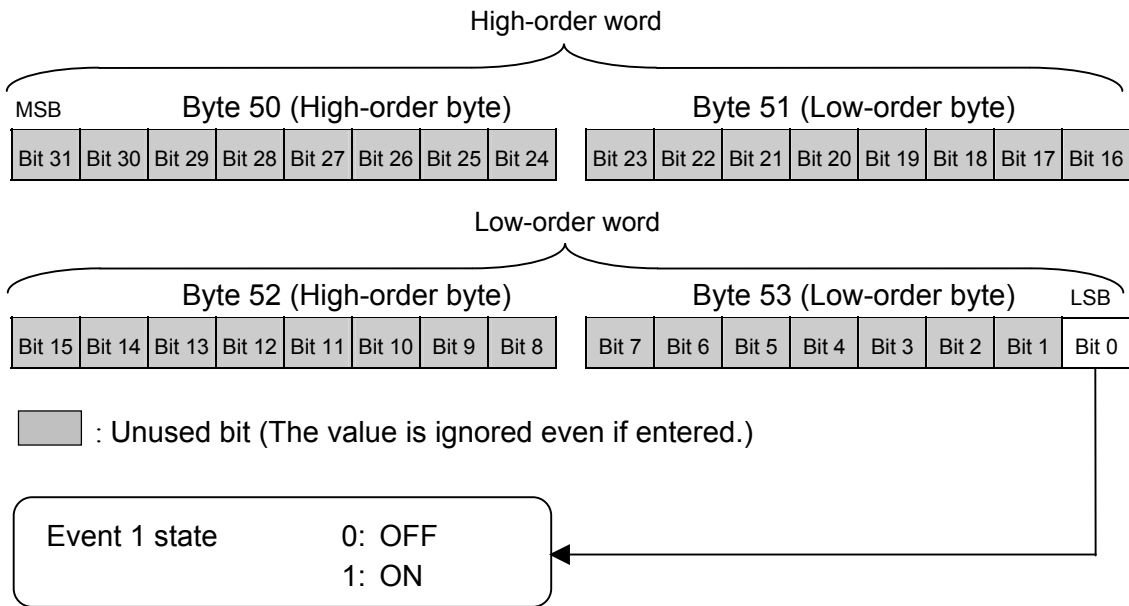 High-order word
MSB Byte 50 (High-order byte) Byte 51 (Low-order byte)
Bit 31 Bit 30 Bit 29 Bit 28 Bit 27 Bit 26 Bit 25 Bit 24 Bit 23 Bit 22 Bit 21 Bit 20 Bit 19 Bit 18 Bit 17 Bit 16
Low-order word
Byte 52 (High-order byte) Byte 53 (Low-order byte) LSB
Bit 15 Bit 14 Bit 13 Bit 12 Bit 11 Bit 10 Bit 9 Bit 8 Bit 7 Bit 6 Bit 5 Bit 4 Bit 3 Bit 2 Bit 1 Bit 0
: Unused bit (The value is ignored even if entered.)
Event 1 state 0: OFF
1: ON